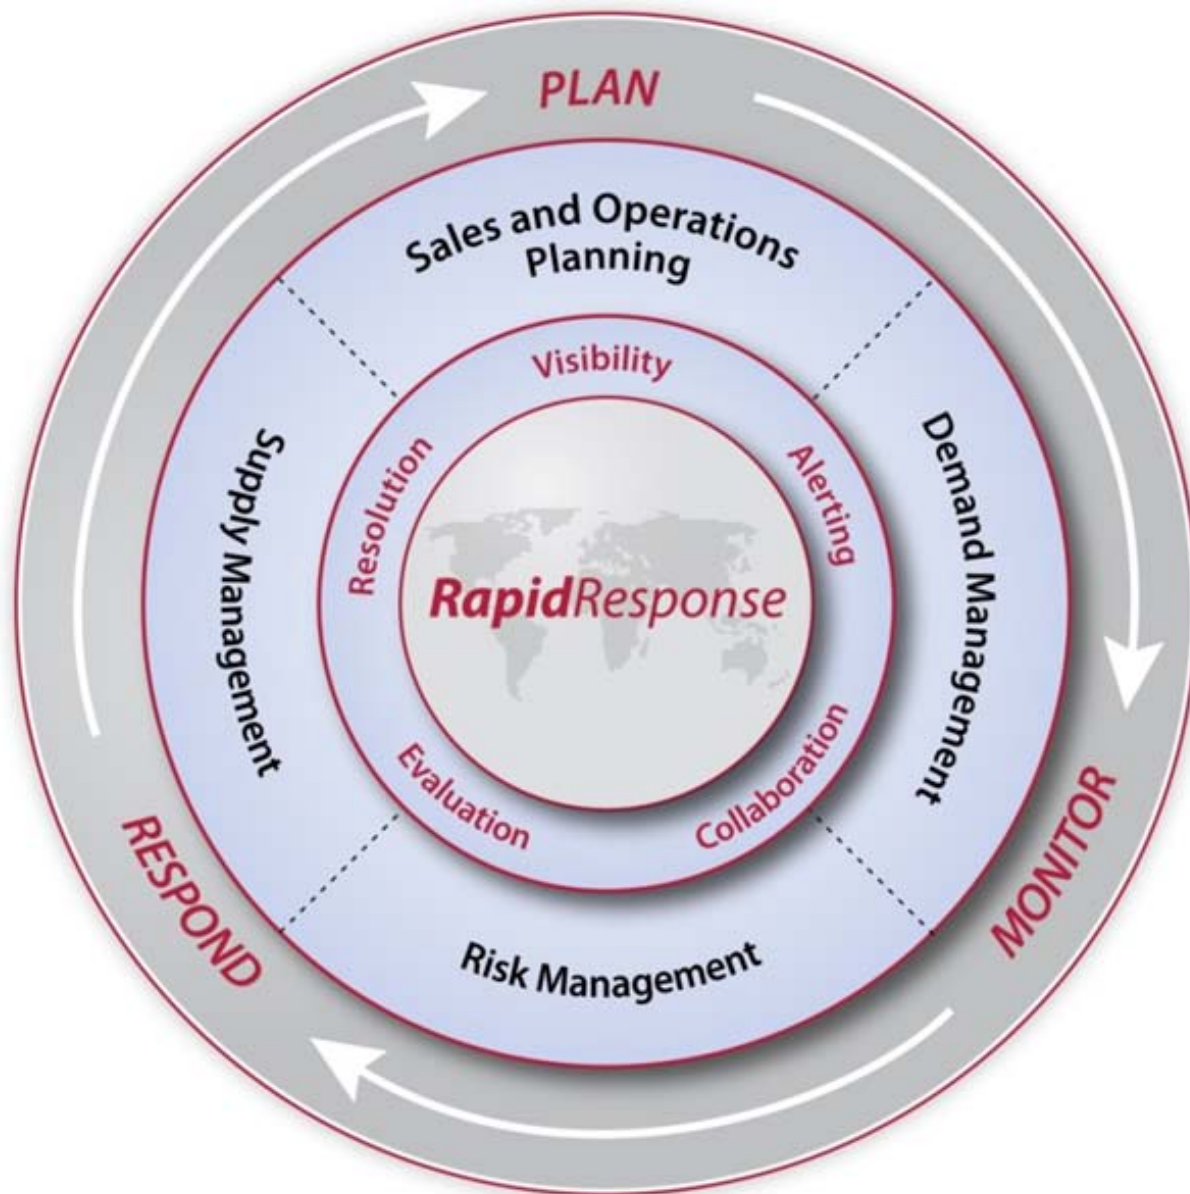 PLAN
Sales and Operations
Planning
Visibility
Alerting
Resolution
Demand Management
Supply Management
RapidResponse
Evaluation
Collaboration
RESPOND
MONITOR
Risk Management